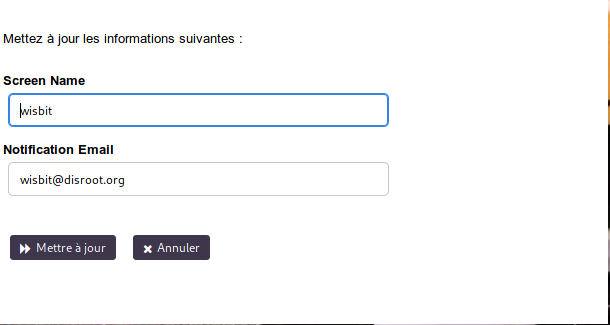 Mettez à jour les informations suivantes :
Screen Name
wisbit
Notification Email
wisbit@disroot.org
Mettre à jour
Annuler